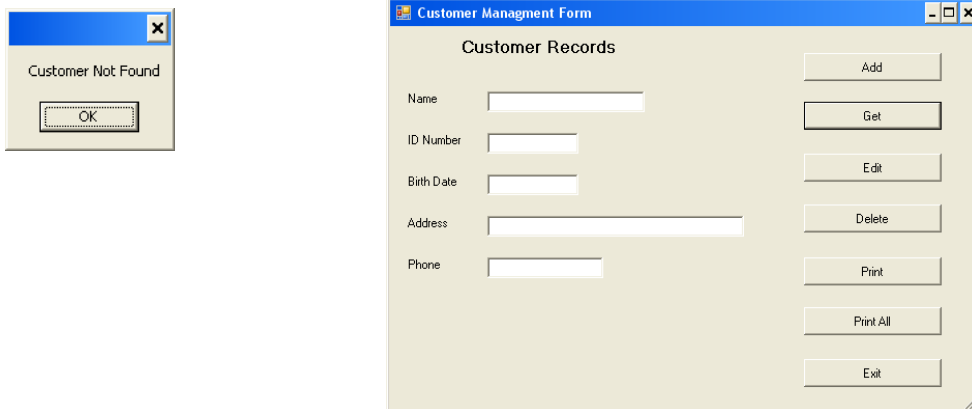 Customer Not Found
OK
Customer Managment Form
Customer Records
Name
ID Number
Birth Date
Address
Phone
Add
Get
Edit
Delete
Print
Print All
Exit